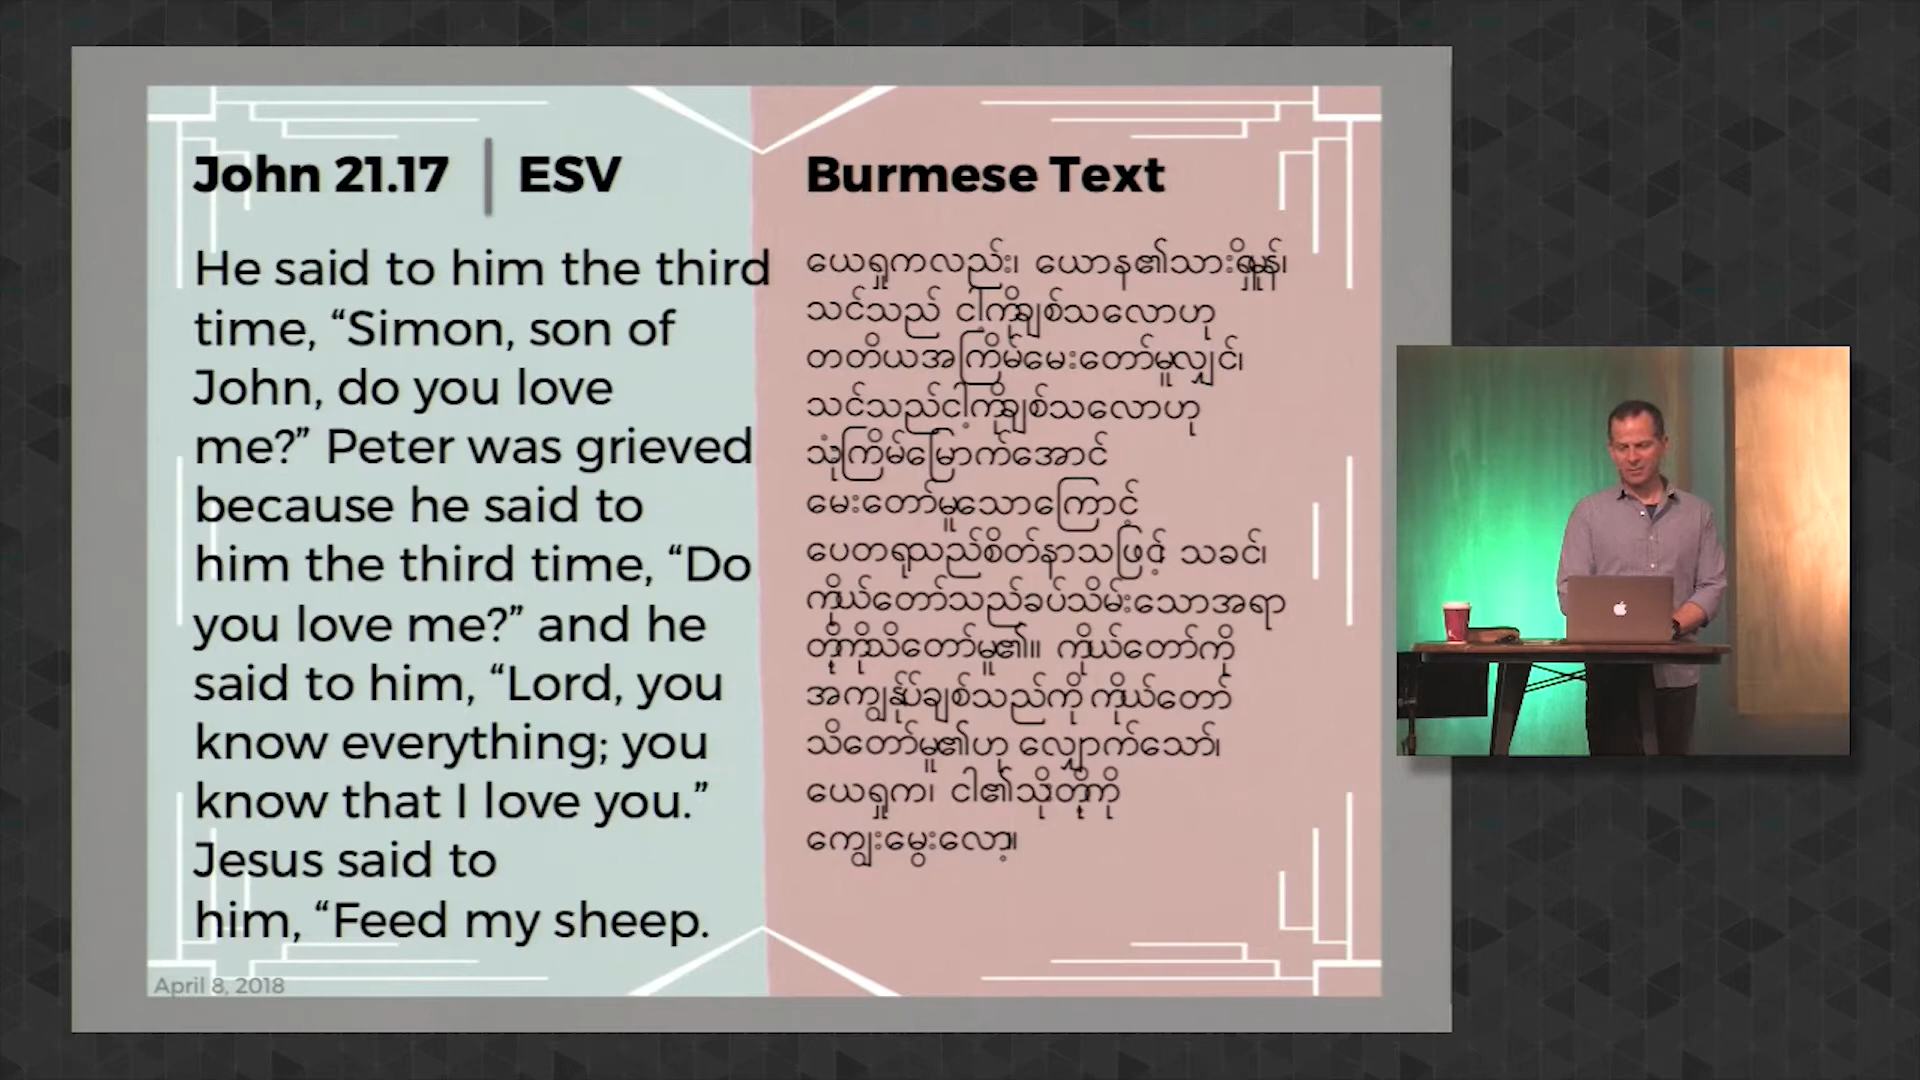 John 21.17 | ESV
He said to him the third
time, “Simon, son of
John, do you love
me?” Peter was grieved
because he said to
him the third time, “Do
you love me?” and he
said to him, “Lord, you
know everything; you
know that I love you.”
Jesus said to
him, “Feed my sheep.
April 8, 2018
Burmese Text
ယေရှုကလည်း၊ ယောန၏သားရှိမုန်၊
သင်သည် ငါ့ကိုချစ်သလောဟု
တတိယအကြိမ်မေးတော်မူလျှင်၊
သင်သည်ငါ့ကိုချစ်သလောဟု
သုံးကြိမ်မြောက်အောင်
မေးတော်မူသောကြောင့်
ပေတရုသည်စိတ်နာသဖြင့် သခင်၊
ကိုယ်တော်သည်ခပ်သိမ်းသောအရာ
တို့ကိုသိတော်မူ၏။ ကိုယ်တော်ကို
အကျွန်ုပ်ချစ်သည်ကို ကိုယ်တော်
သိတော်မူ၏ဟု လျှောက်သော်၊
ယေရှုက၊ ငါ၏သိုးတို့ကို
ကျွေးမွေးလော့၊